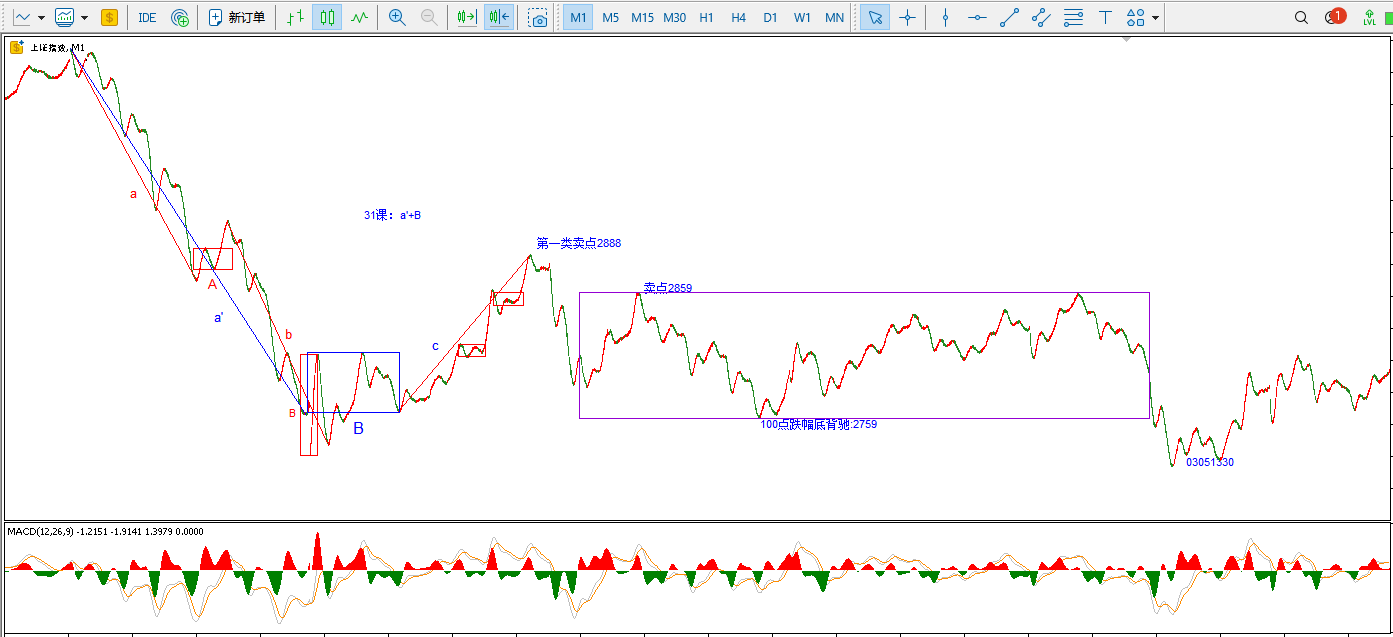 IDE
新订单
M1 M5 M15 M30 H1 H4 D1 W1 MN
1
LVL
上证指数,M1
a
31课：a'+B
第一类卖点2888
A
卖点2859
a'
b
c
B
B
100点跌幅底背驰:2759
03051330
MACD(12,26,9) -1.2151 -1.9141 1.3979 0.0000